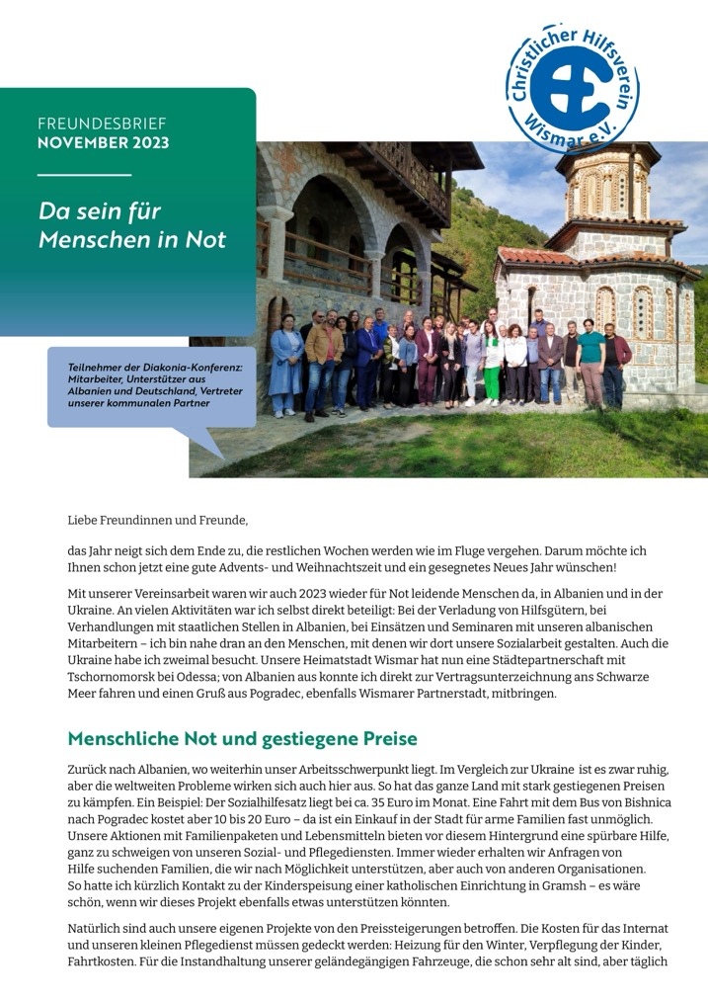 Christlicher Hilfsverein
Wismar e.V.
FREUNDESBRIEF
NOVEMBER 2023
Da sein für
Menschen in Not
Teilnehmer der Diakonia-Konferenz:
Mitarbeiter, Unterstützer aus
Albanien und Deutschland, Vertreter
unserer kommunalen Partner
Liebe Freundinnen und Freunde,
das Jahr neigt sich dem Ende zu, die restlichen Wochen werden wie im Fluge vergehen. Darum möchte ich
Ihnen schon jetzt eine gute Advents- und Weihnachtszeit und ein gesegnetes Neues Jahr wünschen!
Mit unserer Vereinsarbeit waren wir auch 2023 wieder für Not leidende Menschen da, in Albanien und in der
Ukraine. An vielen Aktivitäten war ich selbst direkt beteiligt: Bei der Verladung von Hilfsgütern, bei
Verhandlungen mit staatlichen Stellen in Albanien, bei Einsätzen und Seminaren mit unseren albanischen
Mitarbeitern – ich bin nahe dran an den Menschen, mit denen wir dort unsere Sozialarbeit gestalten. Auch die
Ukraine habe ich zweimal besucht. Unsere Heimatstadt Wismar hat nun eine Städtepartnerschaft mit
Tschornomorsk bei Odessa; von Albanien aus konnte ich direkt zur Vertragsunterzeichnung ans Schwarze
Meer fahren und einen Gruß aus Pogradec, ebenfalls Wismarer Partnerstadt, mitbringen.
Menschliche Not und gestiegene Preise
Zurück nach Albanien, wo weiterhin unser Arbeitsschwerpunkt liegt. Im Vergleich zur Ukraine ist es zwar ruhig,
aber die weltweiten Probleme wirken sich auch hier aus. So hat das ganze Land mit stark gestiegenen Preisen
zu kämpfen. Ein Beispiel: Der Sozialhilfesatz liegt bei ca. 35 Euro im Monat. Eine Fahrt mit dem Bus von Bishnica
nach Pogradec kostet aber 10 bis 20 Euro – da ist ein Einkauf in der Stadt für arme Familien fast unmöglich.
Unsere Aktionen mit Familienpaketen und Lebensmitteln bieten vor diesem Hintergrund eine spürbare Hilfe,
ganz zu schweigen von unseren Sozial- und Pflegediensten. Immer wieder erhalten wir Anfragen von
Hilfe suchenden Familien, die wir nach Möglichkeit unterstützen, aber auch von anderen Organisationen.
So hatte ich kürzlich Kontakt zu der Kinderspeisung einer katholischen Einrichtung in Gramsh – es wäre
schön, wenn wir dieses Projekt ebenfalls etwas unterstützen könnten.
Natürlich sind auch unsere eigenen Projekte von den Preissteigerungen betroffen. Die Kosten für das Internat
und unseren kleinen Pflegedienst müssen gedeckt werden: Heizung für den Winter, Verpflegung der Kinder,
Fahrtkosten. Für die Instandhaltung unserer geländegängigen Fahrzeuge, die schon sehr alt sind, aber täglich